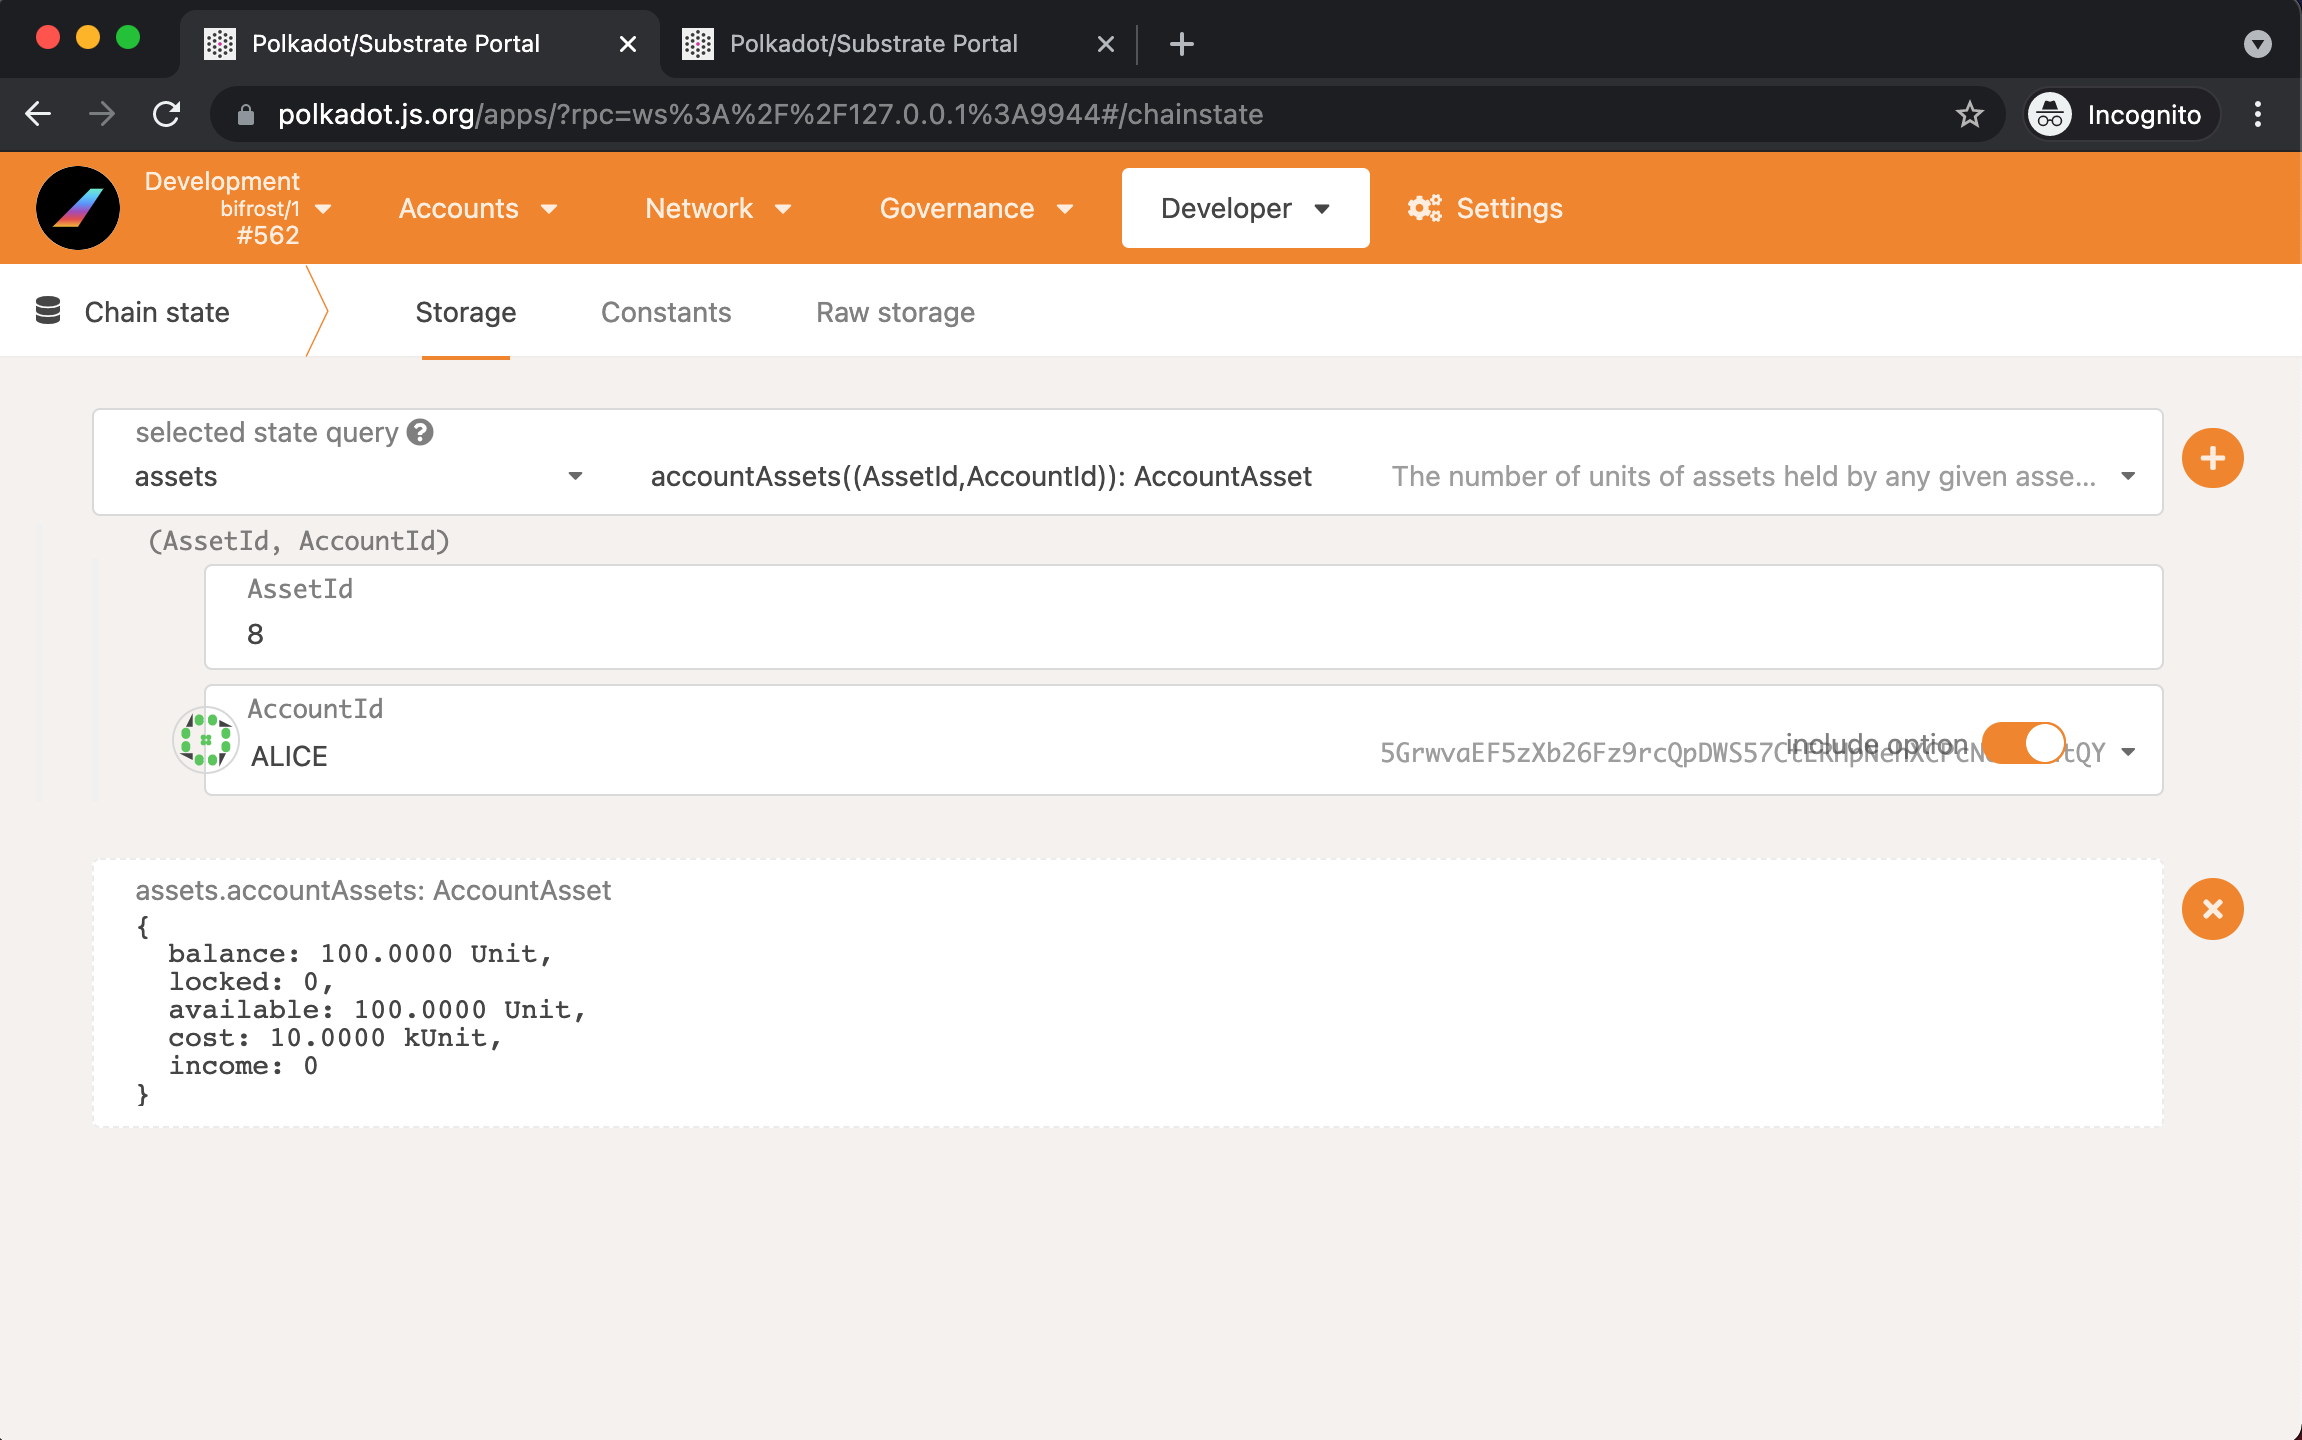 Polkadot/Substrate Portal
Polkadot/Substrate Portal
polkadot.js.org/apps/?rpc=ws%3A%2F%2F127.0.0.1%3A9944#/chainstate
Incognito
Development
bifrost/1
#562
Accounts
Network
Governance
Developer
Settings
Chain state
Storage
Constants
Raw storage
selected state query
assets
accountAssets((AssetId,AccountId)): AccountAsset
The number of units of assets held by any given asse...
(AssetId, AccountId)
AssetId
8
AccountId
ALICE
include option
assets.accountAssets: AccountAsset
{
balance: 100.0000 Unit,
locked: 0,
available: 100.0000 Unit,
cost: 10.0000 kUnit,
income: 0
}